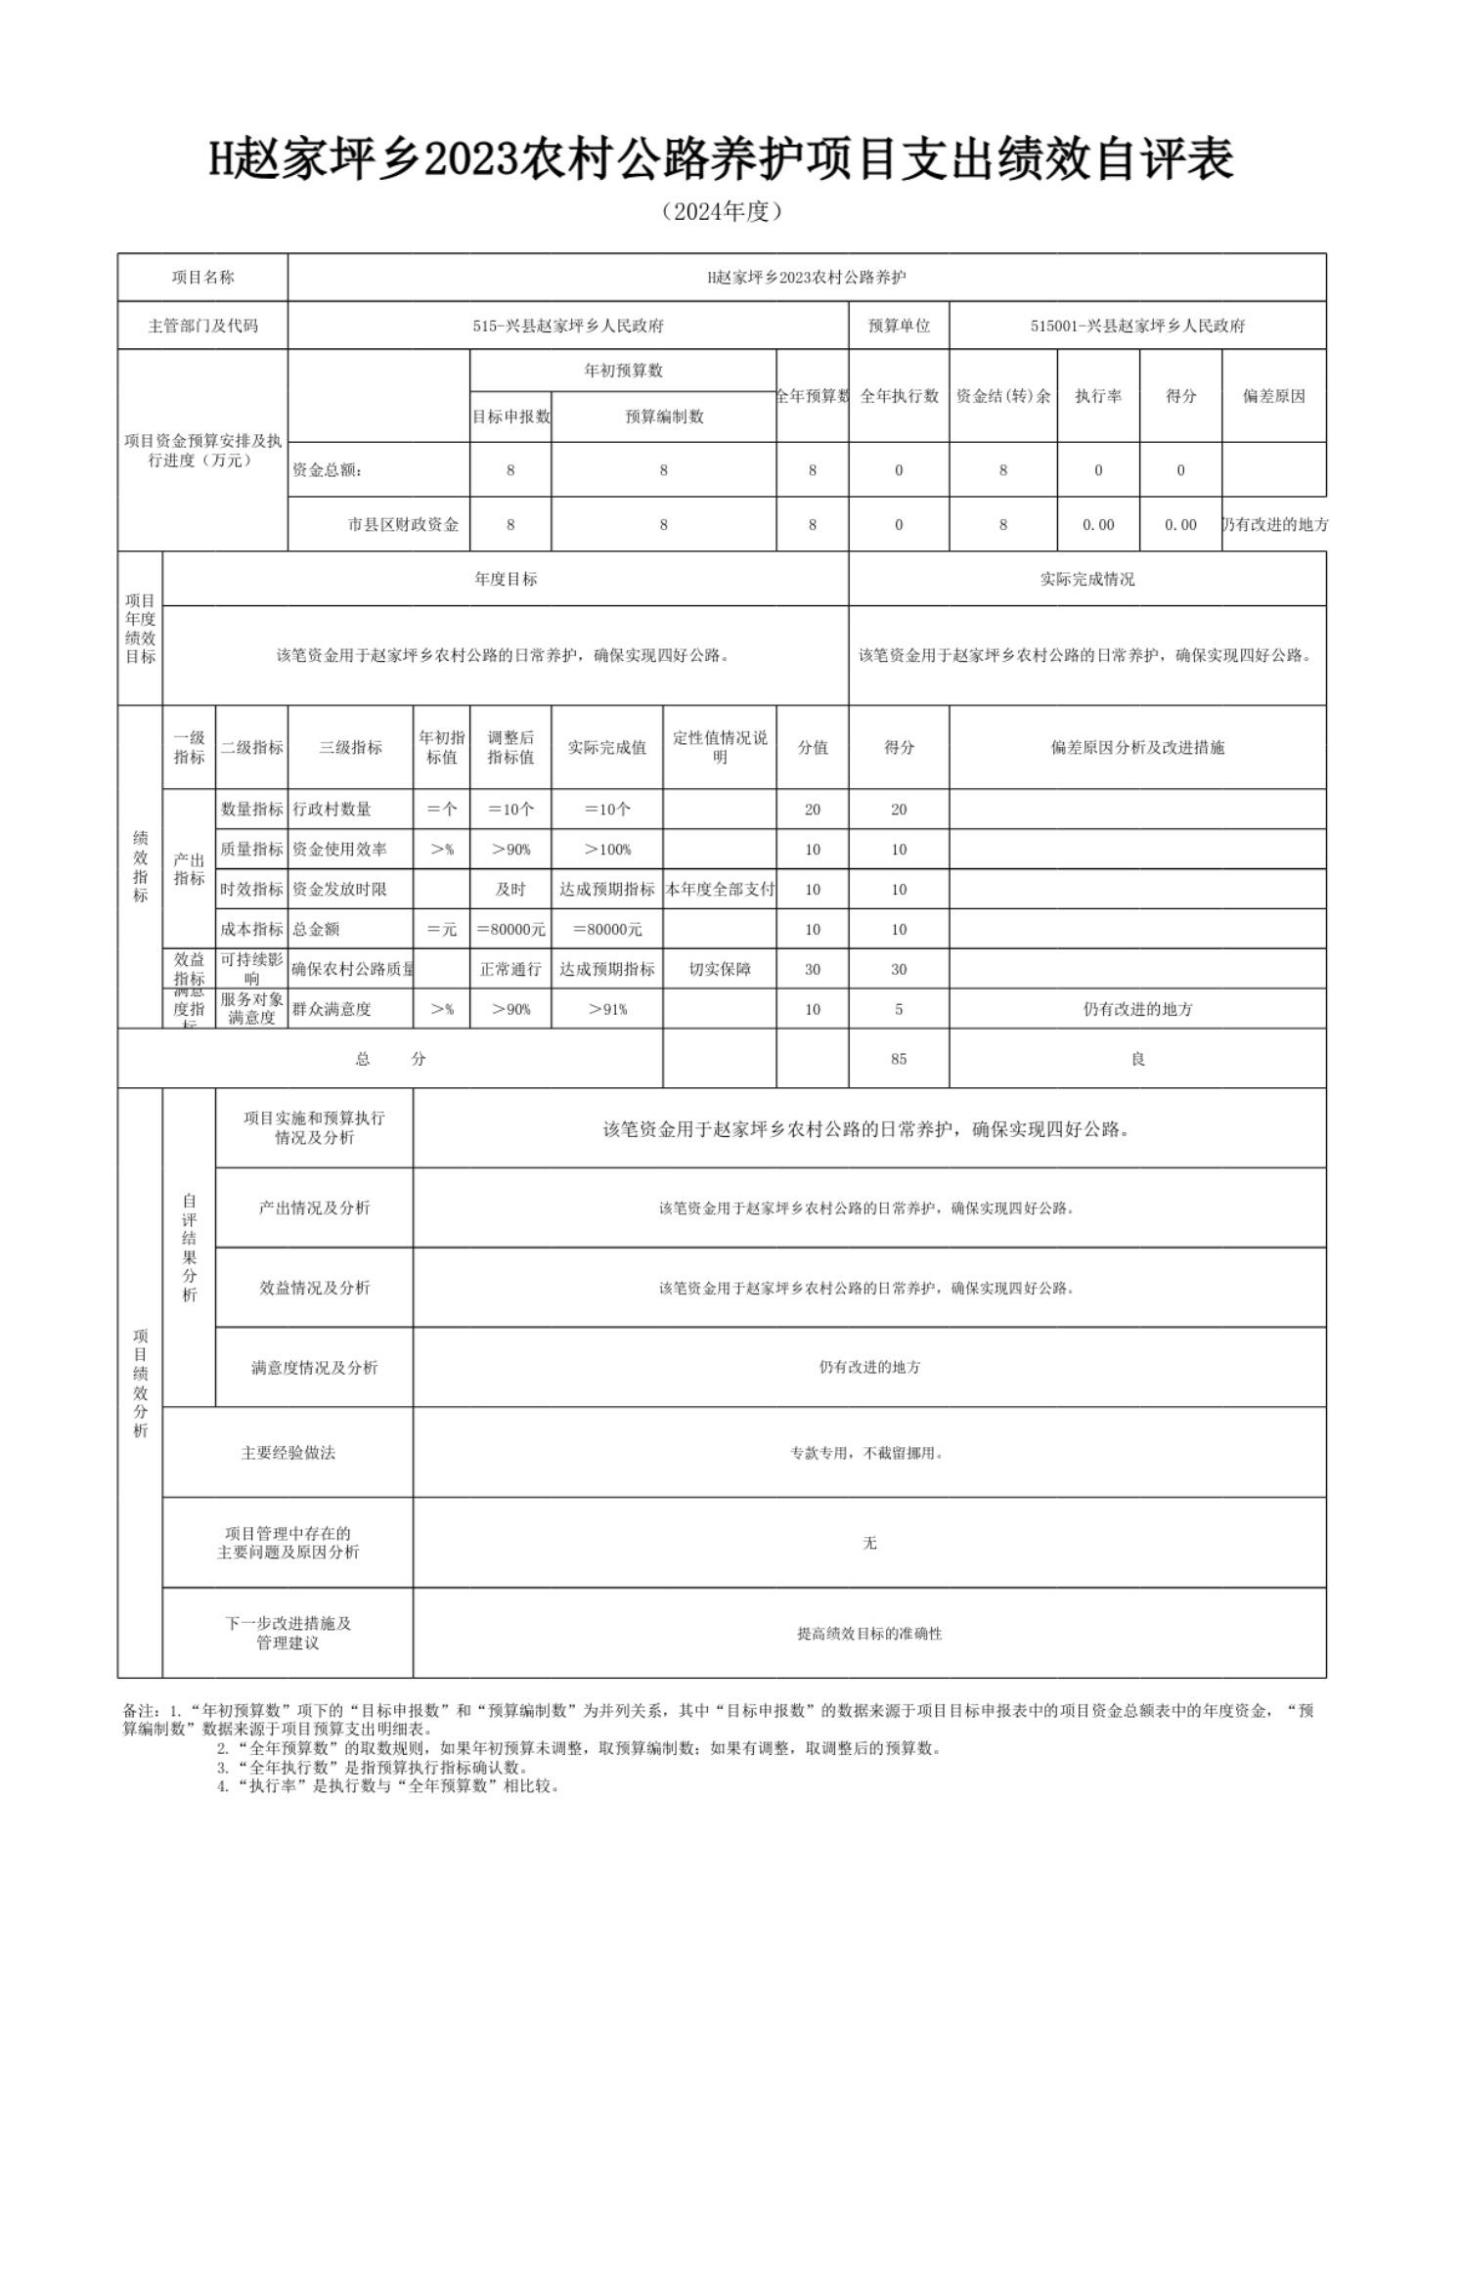 H赵家坪乡2023农村公路养护项目支出绩效自评表
（2024年度）
项目名称 H赵家坪乡2023农村公路养护
主管部门及代码 515-兴县赵家坪乡人民政府 预算单位 515001-兴县赵家坪乡人民政府
项目资金预算安排及执
行进度（万元）
年初预算数
目标申报数 预算编制数
全年预算数 全年执行数 资金结(转)余 执行率 得分 偏差原因
资金总额： 8 8 8 0 8 0 0
市县区财政资金 8 8 8 0 8 0.00 0.00 仍有改进的地方
项目
年度
绩效
目标
年度目标 实际完成情况
该笔资金用于赵家坪乡农村公路的日常养护，确保实现四好公路。 该笔资金用于赵家坪乡农村公路的日常养护，确保实现四好公路。
绩
效
指
标
一级
指标
二级指标 三级指标
年初指
标值
调整后
指标值
实际完成值
定性值情况说
明
分值 得分 偏差原因分析及改进措施
产出
指标
数量指标 行政村数量 ＝个 ＝10个 ＝10个 20 20
质量指标 资金使用效率 ＞% ＞90% ＞100% 10 10
时效指标 资金发放时限 及时 达成预期指标 本年度全部支付 10 10
成本指标 总金额 ＝元 ＝80000元 ＝80000元 10 10
效益
指标
可持续影
响
确保农村公路质量 正常通行 达成预期指标 切实保障 30 30
满意
度指
标
服务对象
满意度
群众满意度 ＞% ＞90% ＞91% 10 5 仍有改进的地方
总 分 85 良
项
目
绩
效
分
析
自
评
结
果
分
析
项目实施和预算执行
情况及分析
该笔资金用于赵家坪乡农村公路的日常养护，确保实现四好公路。
产出情况及分析 该笔资金用于赵家坪乡农村公路的日常养护，确保实现四好公路。
效益情况及分析 该笔资金用于赵家坪乡农村公路的日常养护，确保实现四好公路。
满意度情况及分析 仍有改进的地方
主要经验做法 专款专用，不截留挪用。
项目管理中存在的
主要问题及原因分析
无
下一步改进措施及
管理建议
提高绩效目标的准确性
备注：1.“年初预算数”项下的“目标申报数”和“预算编制数”为并列关系，其中“目标申报数”的数据来源于项目目标申报表中的项目资金总额表中的年度资金，“预
算编制数”数据来源于项目预算支出明细表。
2.“全年预算数”的取数规则，如果年初预算未调整，取预算编制数；如果有调整，取调整后的预算数。
3.“全年执行数”是指预算执行指标确认数。
4.“执行率”是执行数与“全年预算数”相比较。